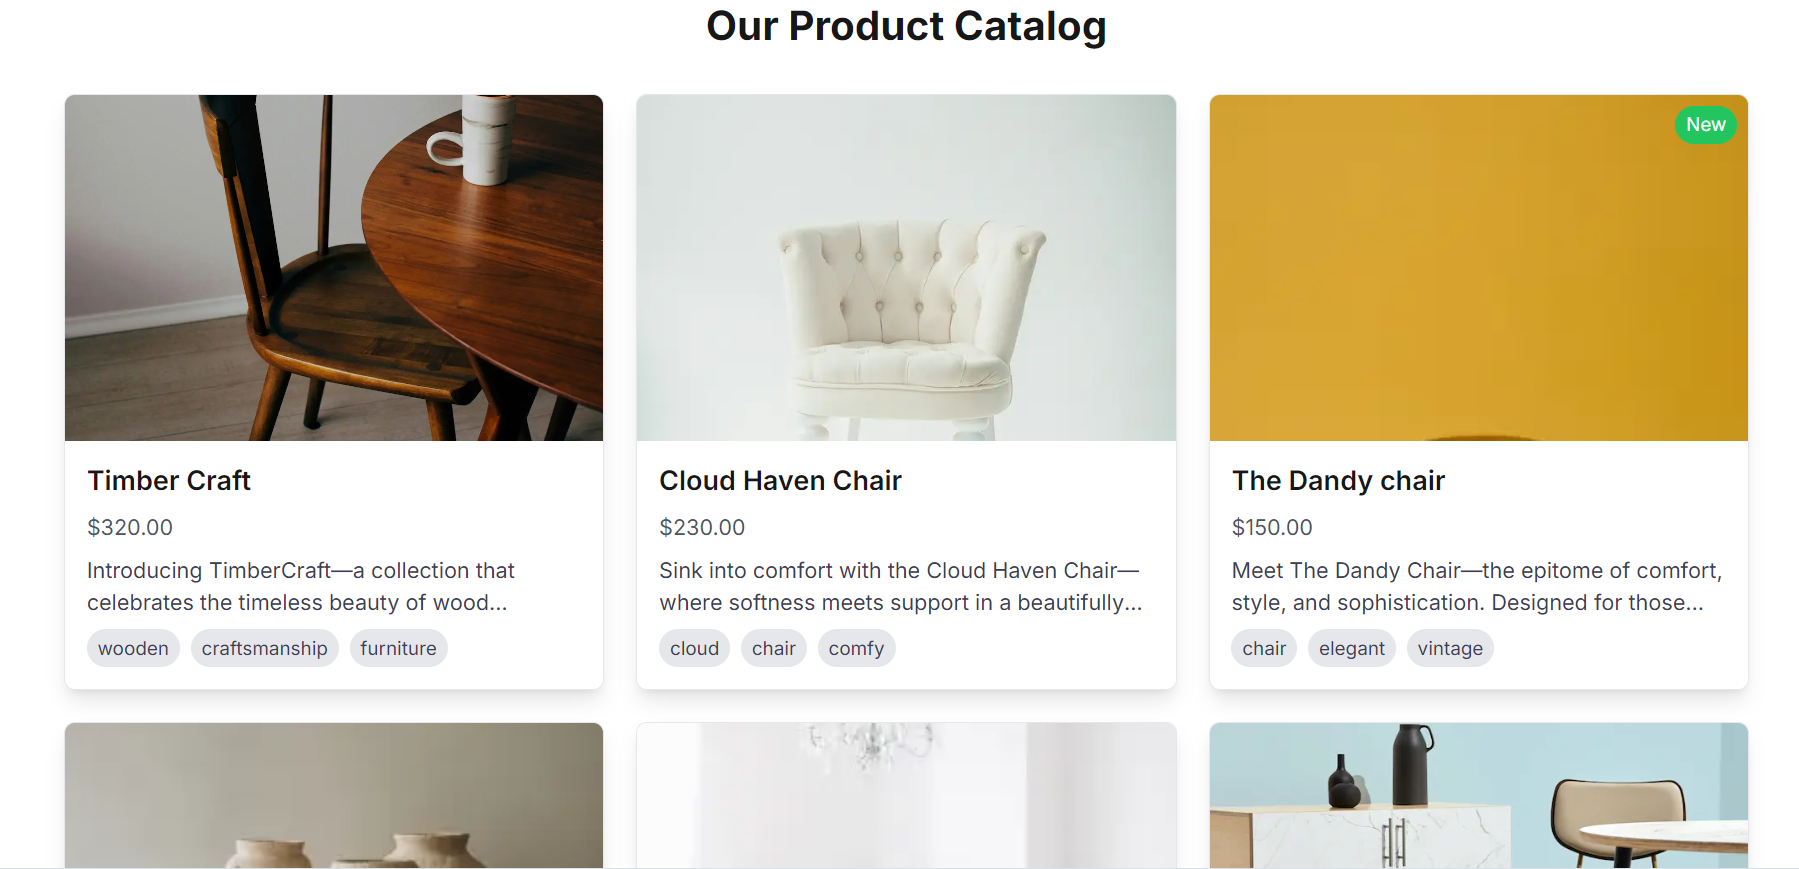 Our Product Catalog
New
Timber Craft
$320.00
Introducing TimberCraft—a collection that
celebrates the timeless beauty of wood...
wooden craftsmanship furniture
Cloud Haven Chair
$230.00
Sink into comfort with the Cloud Haven Chair—
where softness meets support in a beautifully...
cloud chair comfy
The Dandy chair
$150.00
Meet The Dandy Chair—the epitome of comfort,
style, and sophistication. Designed for those...
chair elegant vintage